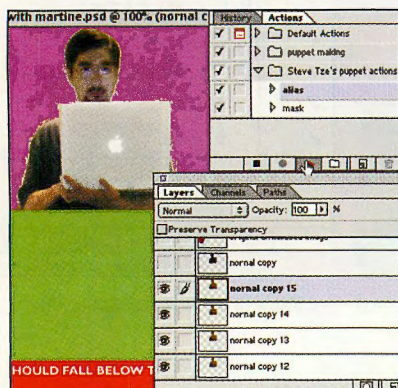 with martine.psd @ 100% (normal c
History
Actions
Default Actions
puppet making
Steve Tze's puppet actions
alias
mask
Layers
Channels
Paths
Normal
Opacity: 100 %
Preserve Transparency
normal copy
normal copy 15
normal copy 14
normal copy 13
normal copy 12
HOULD FALL BELOW T